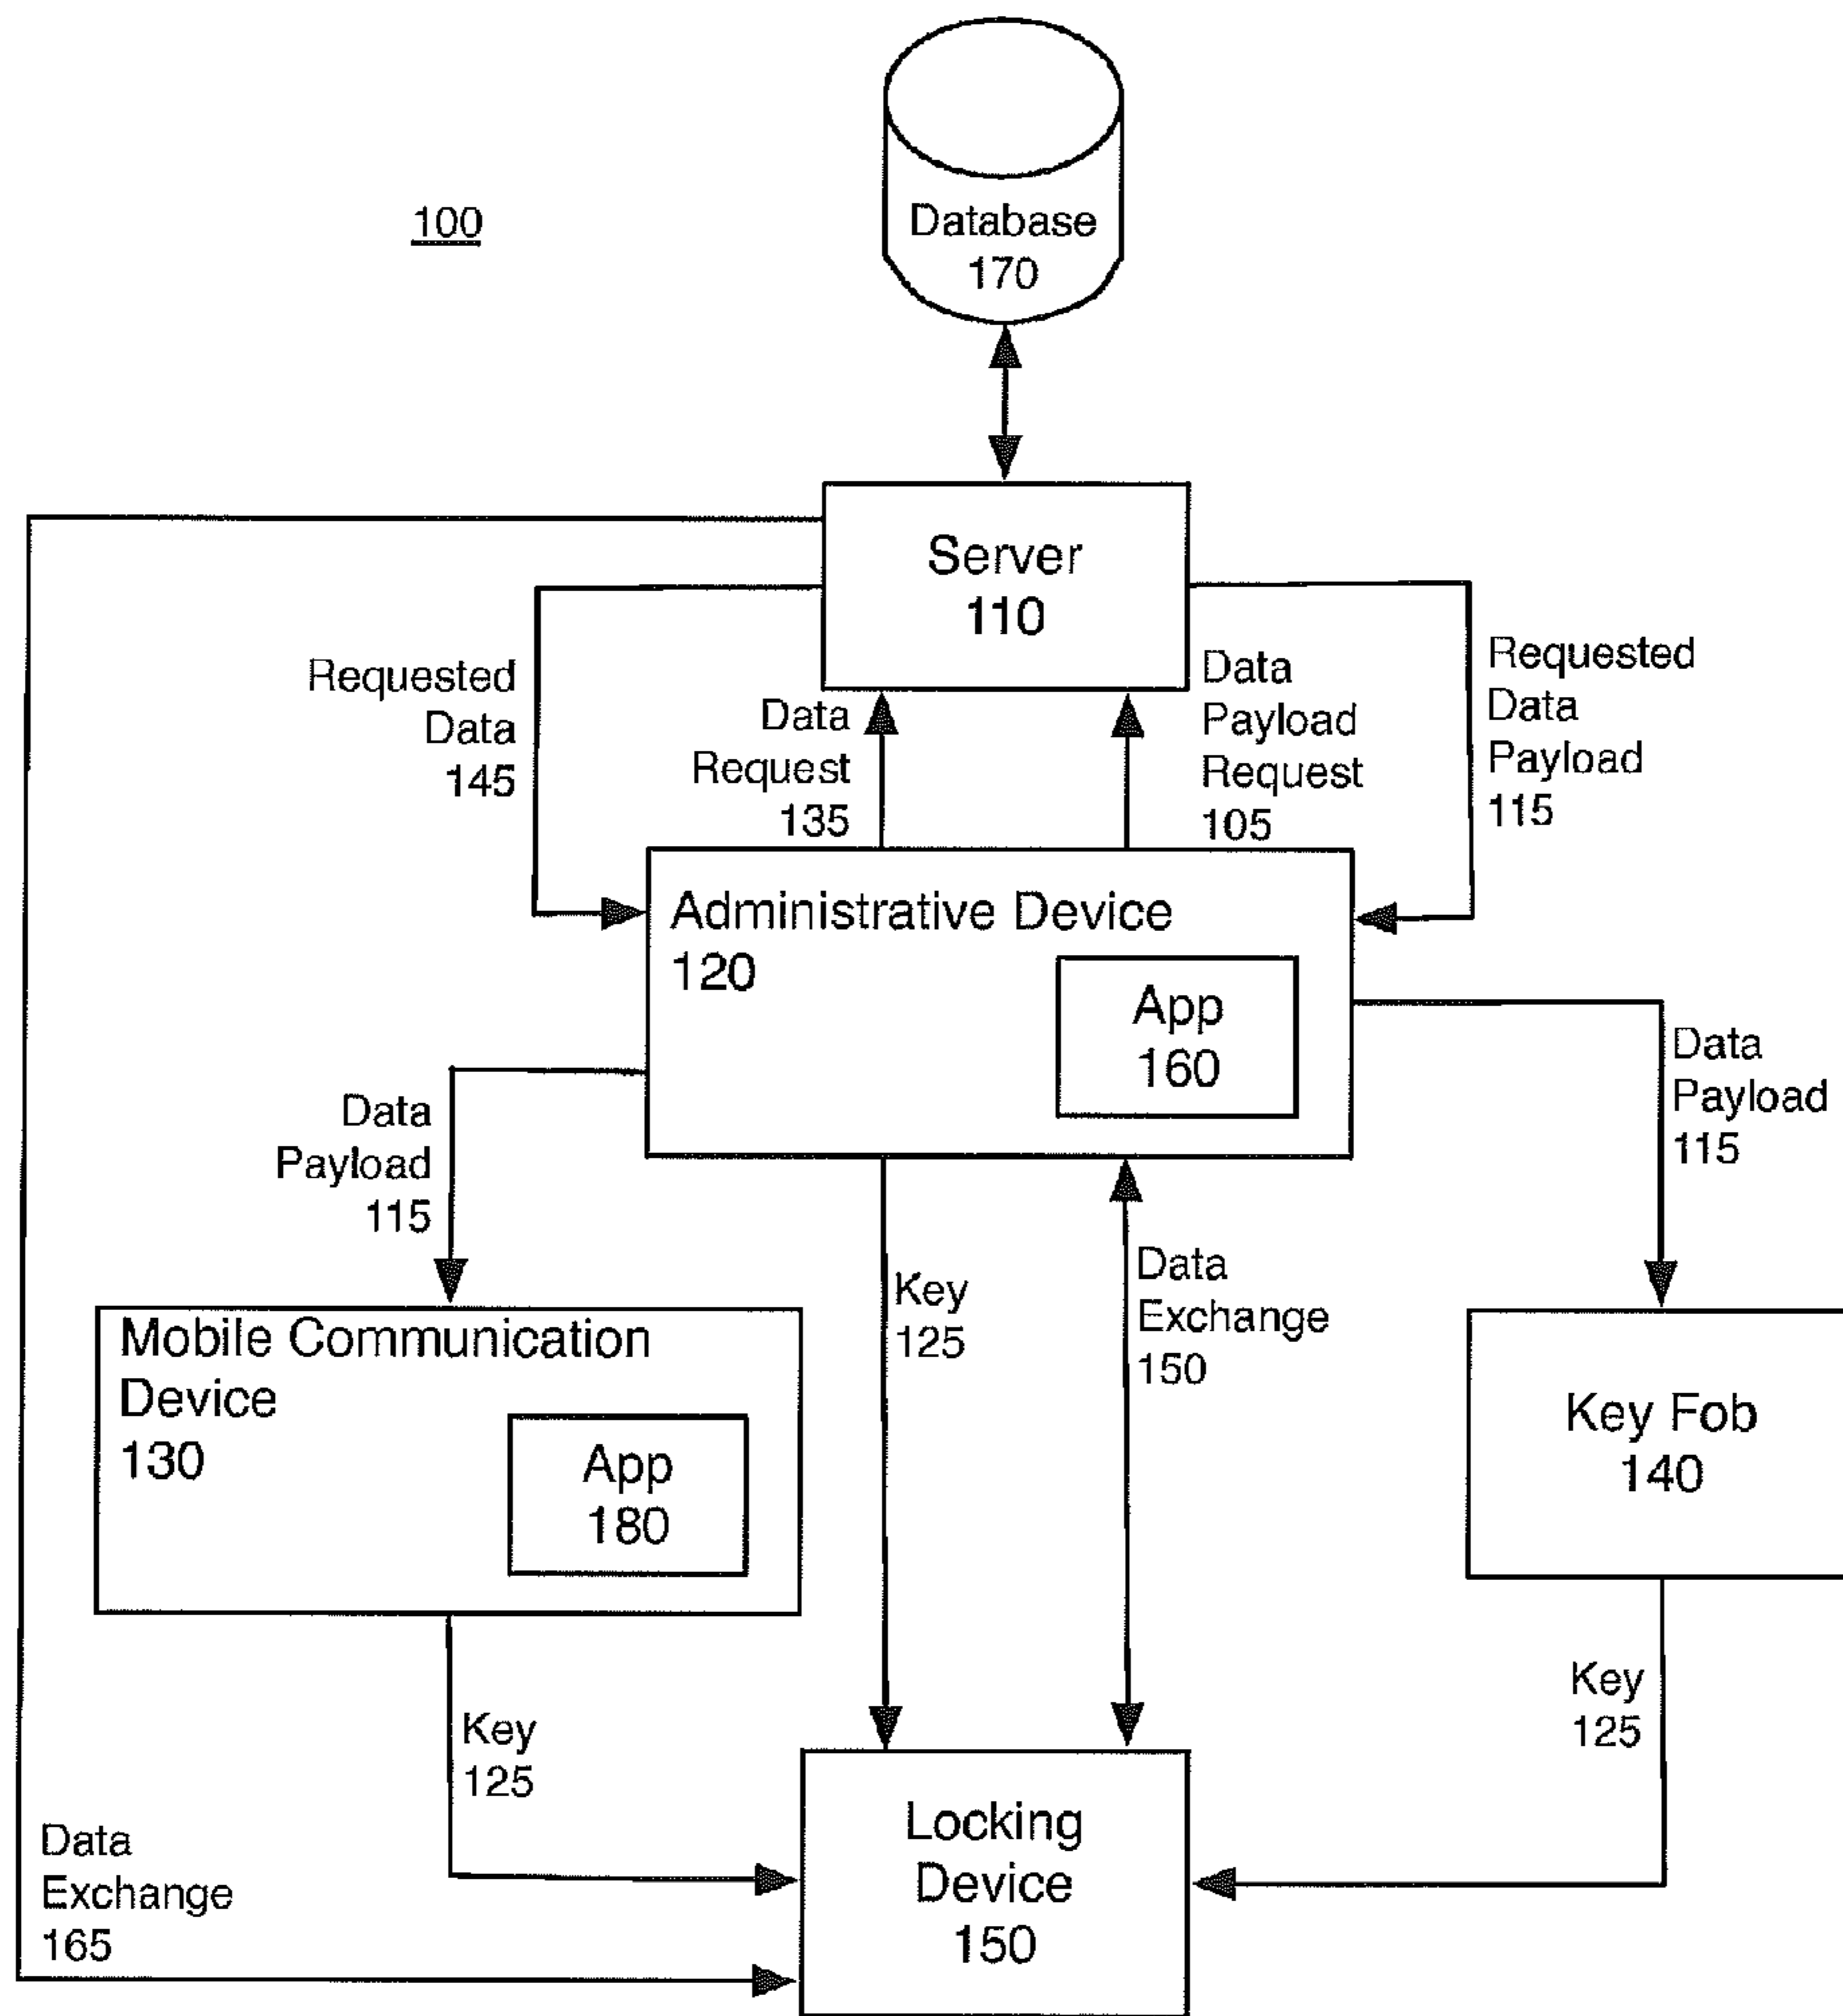 100
Database
170
Server
110
Requested
Data
145
Data
Request
135
Data
Payload
Request
105
Requested
Data
Payload
115
Administrative Device
120
App
160
Data
Payload
115
Data
Payload
115
Mobile Communication
Device
130
App
180
Key
125
Data
Exchange
150
Key Fob
140
Key
125
Key
125
Locking
Device
150
Data
Exchange
165